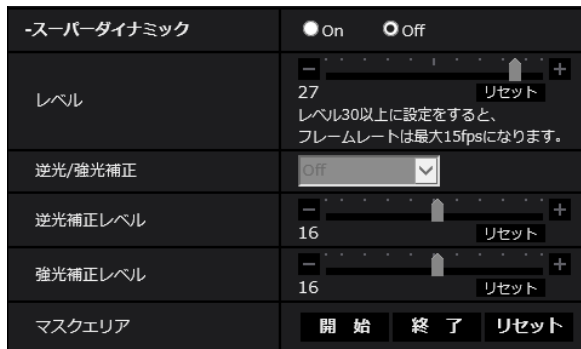 -スーパーダイナミック
On Off
レベル
27 リセット
レベル30以上に設定をすると、
フレームレートは最大15fpsになります。
逆光/強光補正
Off
逆光補正レベル
16 リセット
強光補正レベル
16 リセット
マスクエリア
開 始 終 了 リセット